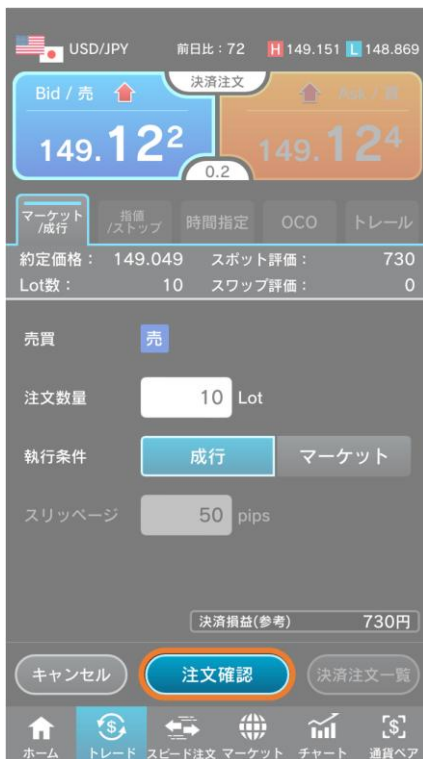 USD/JPY 前日比:72 H 149.151 L 148.869
決済注文
Bid / 売 Ask / 買
149.12² 149.12⁴
0.2
マーケット/成行 指値/ストップ 時間指定 OCO トレール
約定価格: 149.049 スポット評価: 730
Lot数: 10 スワップ評価: 0
売買 売
注文数量 10 Lot
執行条件 成行 マーケット
スリッページ 50 pips
決済損益(参考) 730円
キャンセル 注文確認 決済注文一覧
ホーム トレード スピード注文 マーケット チャート 通貨ペア